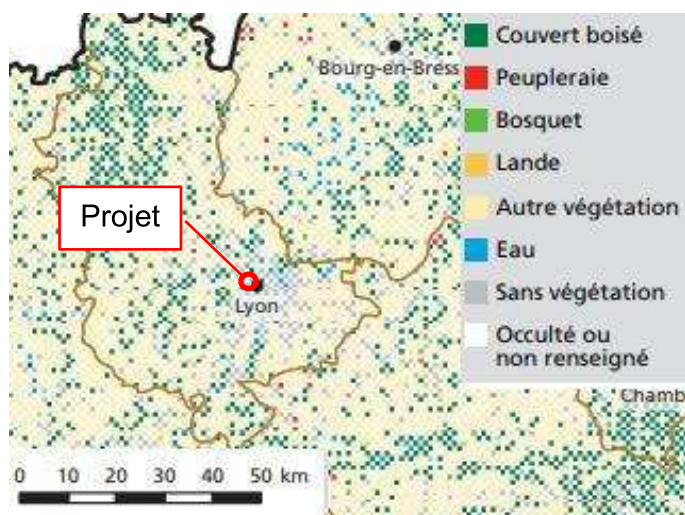 Bourg-en-Bress
Projet
Lyon
Couvert boisé
Peupleraie
Bosquet
Lande
Autre végétation
Eau
Sans végétation
Occulté ou
non renseigné
Chamb
0 10 20 30 40 50 km